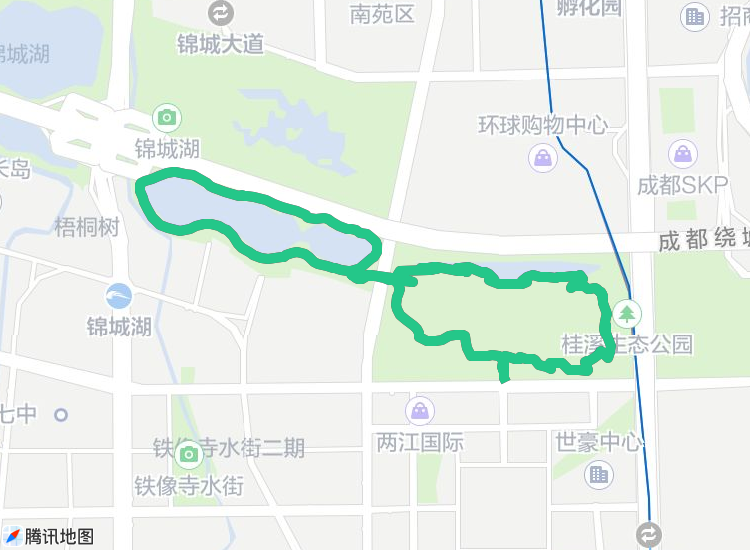 南苑区
孵化园
招商
锦城大道
锦城湖
环球购物中心
锦城湖
成都SKP
长岛
梧桐树
成都绕城
锦城湖
桂溪生态公园
七中
两江国际
世豪中心
铁像寺水街二期
铁像寺水街
腾讯地图